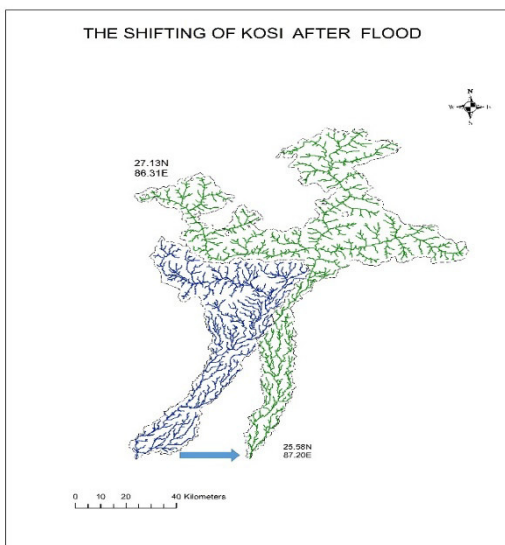 THE SHIFTING OF KOSI AFTER FLOOD
N
W E
S
27.13N
86.31E
25.58N
87.20E
0 10 20 40 Kilometers